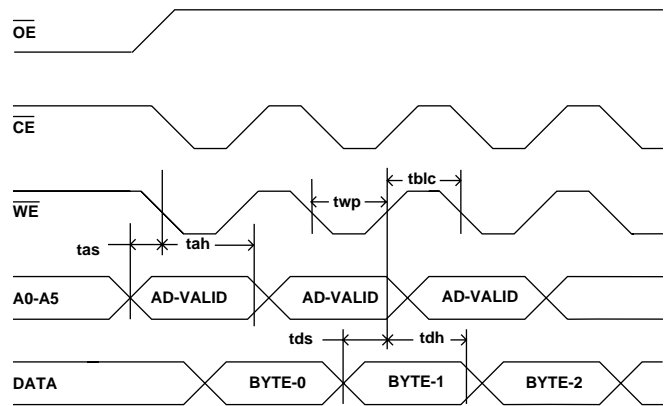 OE
CE
tblc
twp
WE
tas
tah
A0-A5
AD-VALID
AD-VALID
AD-VALID
tds
tdh
DATA
BYTE-0
BYTE-1
BYTE-2